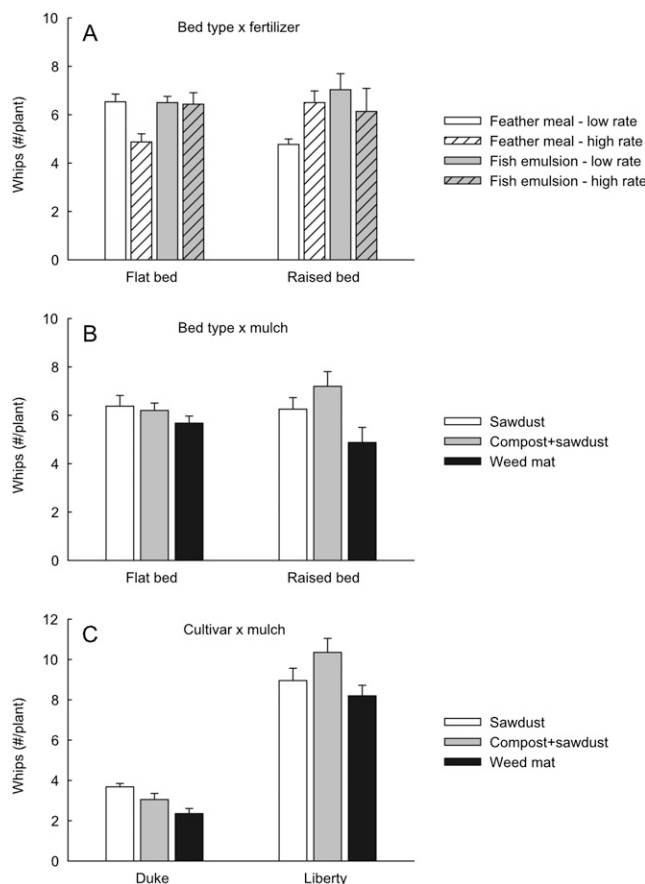 A
Bed type x fertilizer
Whips (#/plant)
10
8
6
4
2
0
Flat bed
Raised bed
Feather meal - low rate
Feather meal - high rate
Fish emulsion - low rate
Fish emulsion - high rate
B
Bed type x mulch
Whips (#/plant)
10
8
6
4
2
0
Flat bed
Raised bed
Sawdust
Compost+sawdust
Weed mat
C
Cultivar x mulch
Whips (#/plant)
12
10
8
6
4
2
0
Duke
Liberty
Sawdust
Compost+sawdust
Weed mat